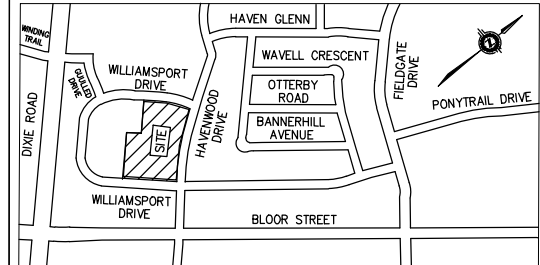 HAVEN GLENN
WINDING
TRAIL
WAVELL CRESCENT
FIELDGATE
DRIVE
GUULLED
DRIVE
WILLIAMSPORT
DRIVE
OTTERBY
ROAD
PONYTRAIL DRIVE
DIXIE ROAD
SITE
HAVENWOOD
DRIVE
BANNERHILL
AVENUE
WILLIAMSPORT
DRIVE
BLOOR STREET